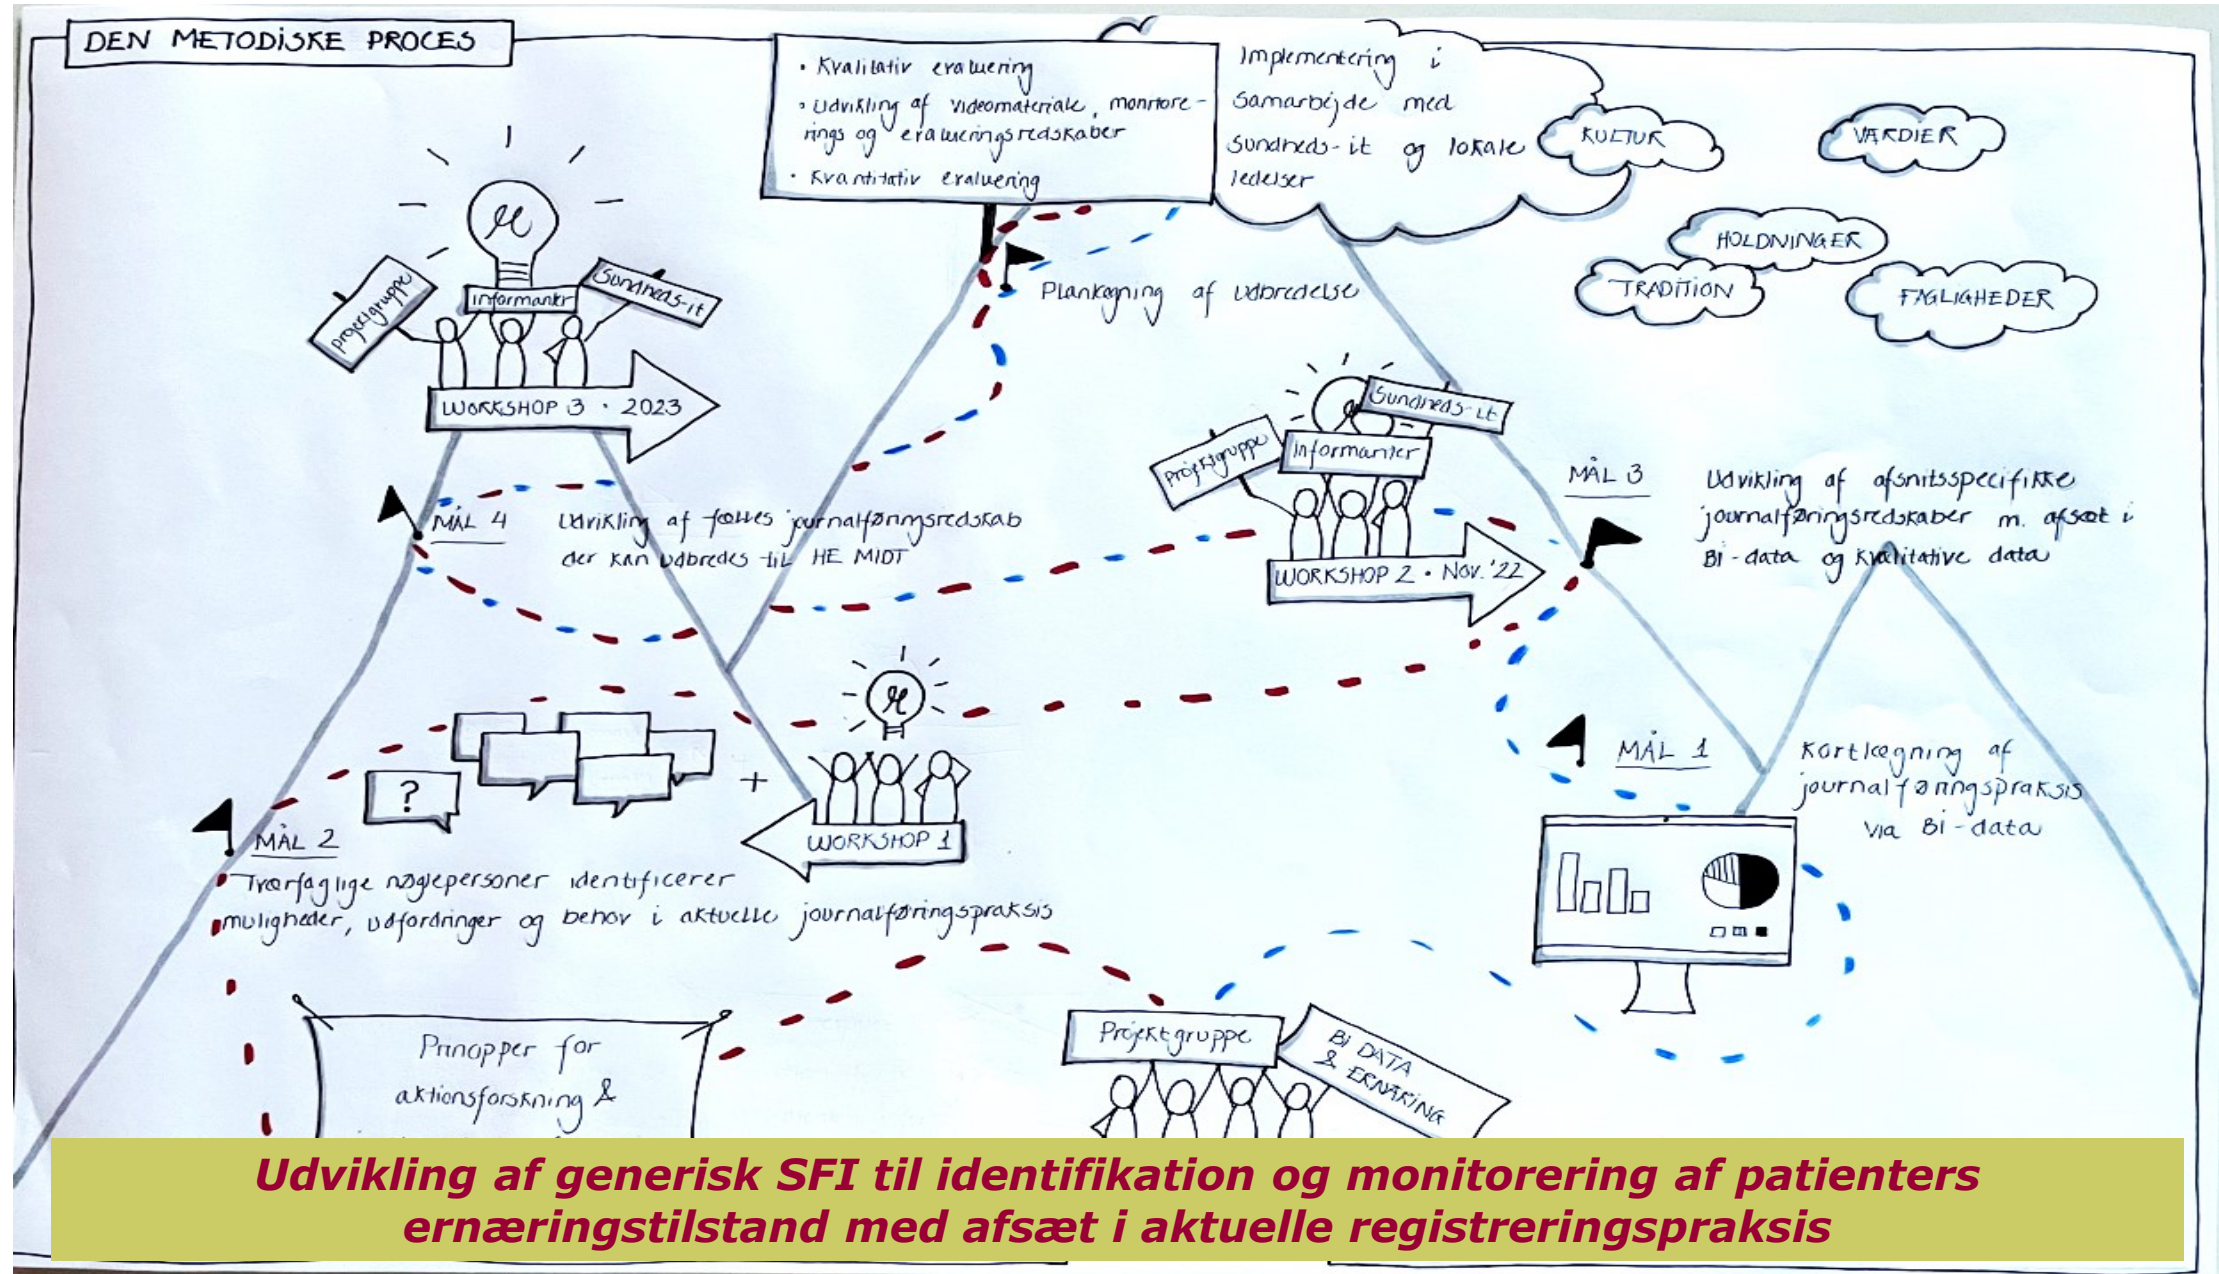 DEN METODISKE PROCES
• Kvalitativ evaluering
• Udvikling af videomateriale, monitore-
rings og evalueringsredskaber
• Kvantitativ evaluering
Implementering i
samarbejde med
Sundheds-it og lokale
ledelser
KULTUR
VÆRDIER
HOLDNINGER
TRADITION
FAGLIGHEDER
Projektgruppe
Informanter
Sundheds-it
WORKSHOP 3 • 2023
Planlægning af udbredelse
Projektgruppe
Informanter
Sundheds-it
WORKSHOP 2 • NOV. '22
MÅL 3
Udvikling af afsnitsspecifikke
journalføringsredskaber m. afsæt i
Bi-data og kvalitative data
MÅL 4
Udvikling af fælles journalføringsredskab
der kan udbredes til HE MIDT
MÅL 1
Kortlægning af
journalføringspraksis
via Bi-data
?
+
WORKSHOP 1
MÅL 2
Tværfaglige nøglepersoner identificerer
muligheder, udfordringer og behov i aktuelle journalføringspraksis
Principper for
aktionsforskning &
Projektgruppe
BI DATA
& ERNÆRING
Udvikling af generisk SFI til identifikation og monitorering af patienters
ernæringstilstand med afsæt i aktuelle registreringspraksis